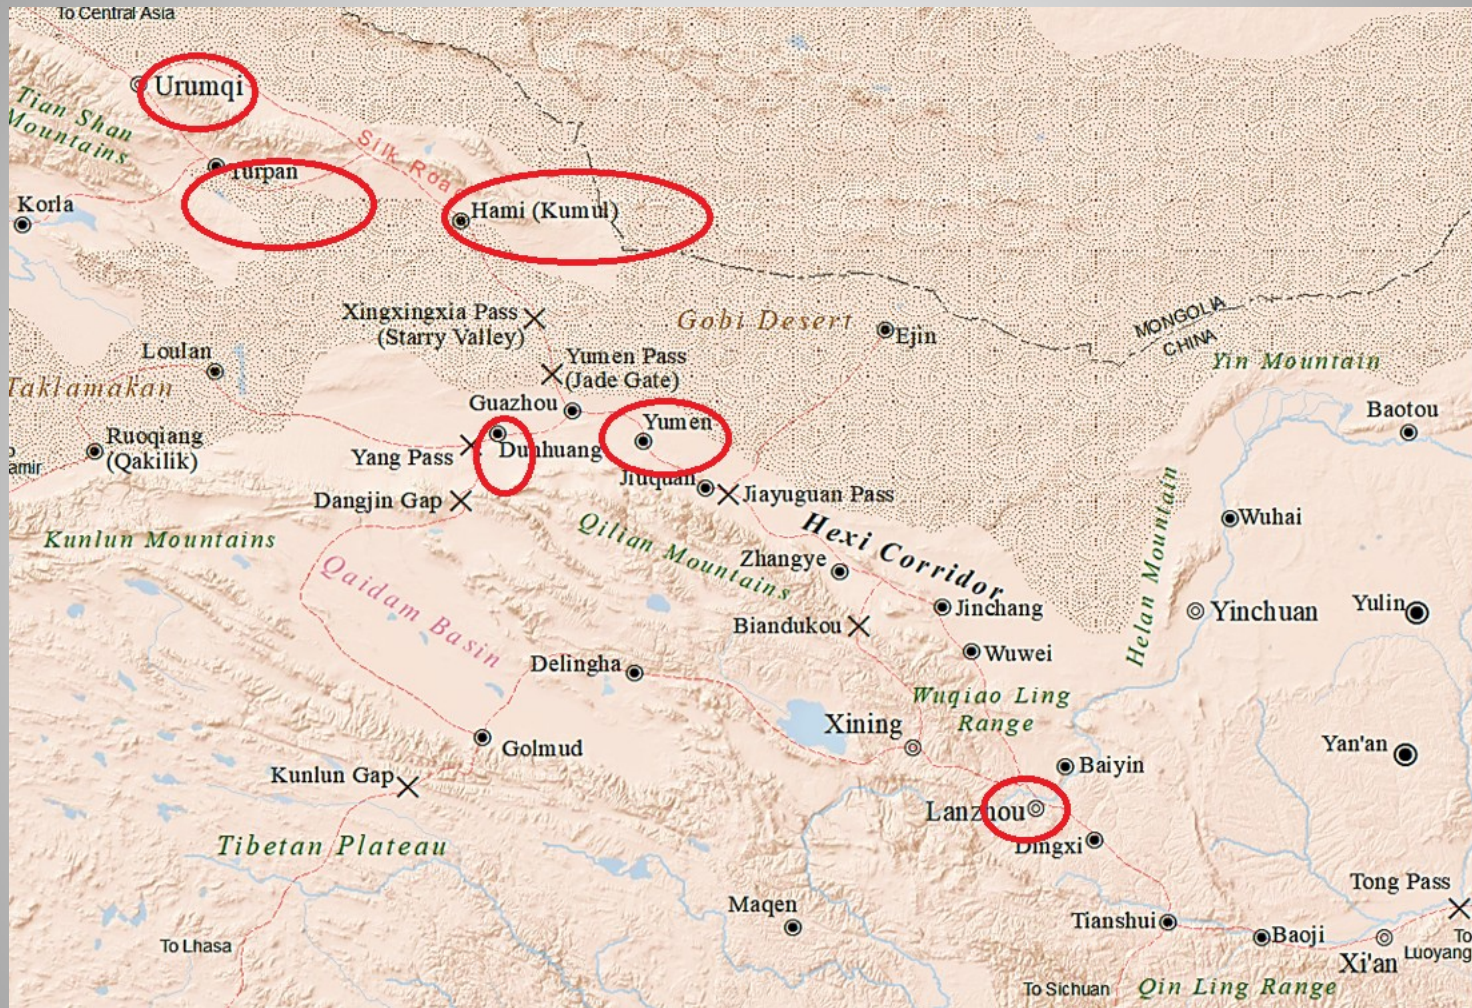 To Central Asia
Urumqi
Tian Shan
Mountains
Silk Road
Turpan
Korla
Hami (Kumul)
Xingxingxia Pass
(Starry Valley)
Gobi Desert
Ejin
MONGOLIA
CHINA
Loulan
Yumen Pass
(Jade Gate)
Yin Mountain
Taklamakan
Guazhou
Yumen
Baotou
Ruoqiang
(Qakilik)
Yang Pass
Dunhuang
amir
Jiuquan
Jiayuguan Pass
Dangjin Gap
Wuhai
Kunlun Mountains
Qilian Mountains
Hexi Corridor
Helan Mountain
Qaidam Basin
Zhangye
Jinchang
Yinchuan
Yulin
Biandukou
Wuwei
Delingha
Wuqiao Ling
Range
Xining
Golmud
Yan'an
Kunlun Gap
Baiyin
Lanzhou
Tibetan Plateau
Dingxi
Tong Pass
Maqen
Tianshui
Baoji
To Lhasa
To
Luoyang
Xi'an
To Sichuan
Qin Ling Range